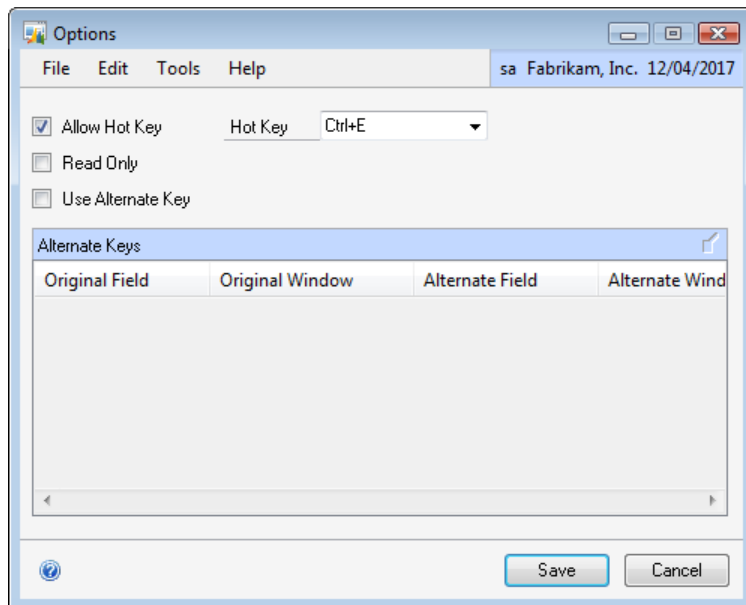 Options
File Edit Tools Help sa Fabrikam, Inc. 12/04/2017
Allow Hot Key Hot Key Ctrl+E
Read Only
Use Alternate Key
Alternate Keys
Original Field Original Window Alternate Field Alternate Wind
Save Cancel